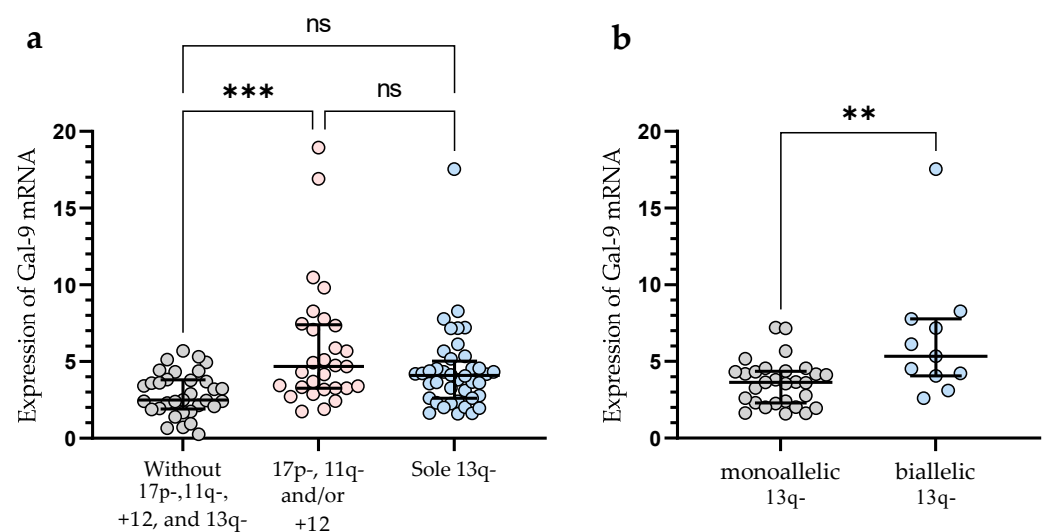 a
ns
***
ns
Expression of Gal-9 mRNA
20
15
10
5
0
Without
17p-,11q-,
+12, and 13q-
17p-, 11q-
and/or
+12
Sole 13q-
b
**
Expression of Gal-9 mRNA
20
15
10
5
0
monoallelic
13q-
biallelic
13q-